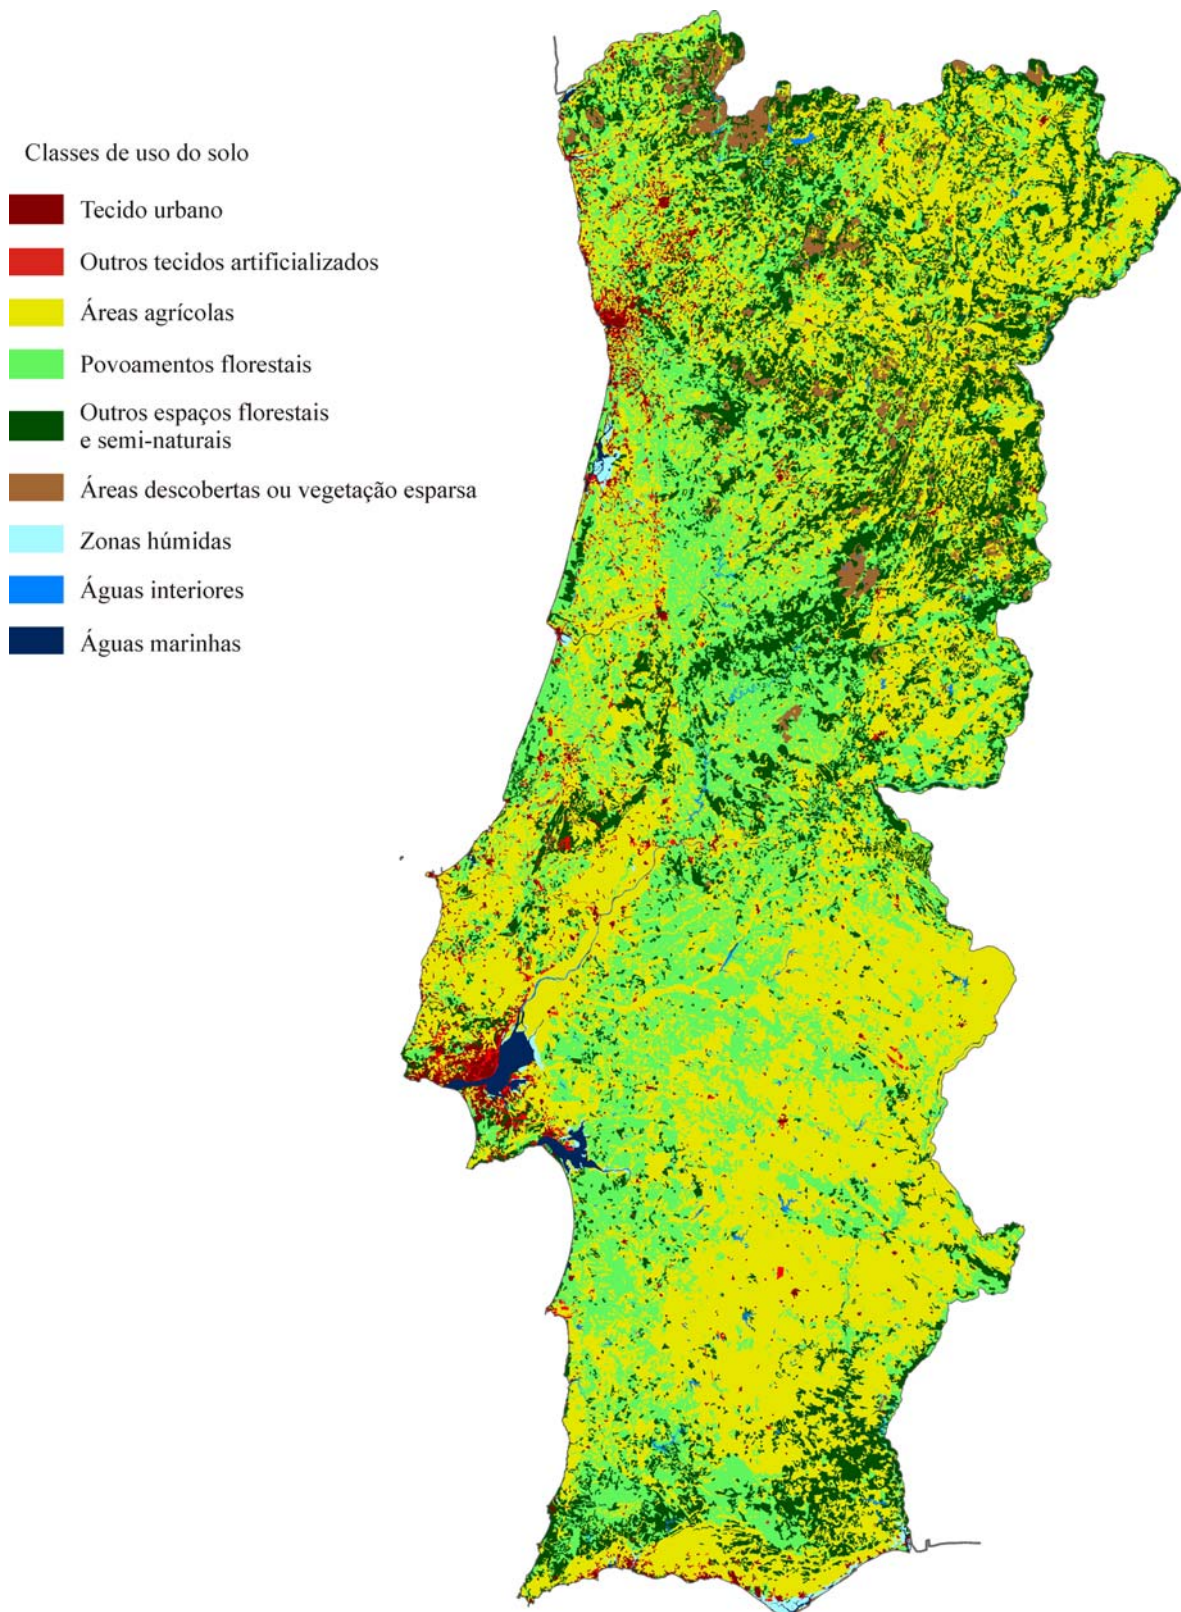 Classes de uso do solo
Tecido urbano
Outros tecidos artificializados
Áreas agrícolas
Povoamentos florestais
Outros espaços florestais
e semi-naturais
Áreas descobertas ou vegetação esparsa
Zonas húmidas
Águas interiores
Águas marinhas